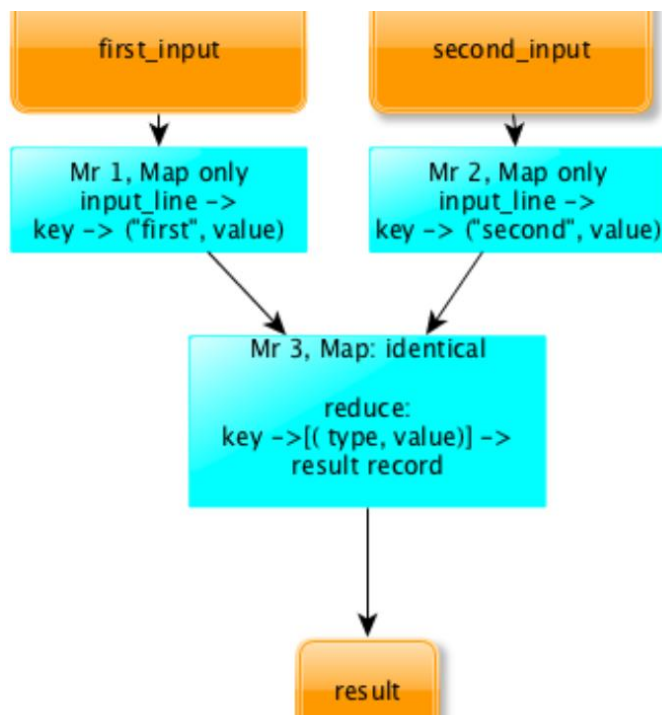 first_input
second_input
Mr 1, Map only
input_line ->
key -> ("first", value)
Mr 2, Map only
input_line ->
key -> ("second", value)
Mr 3, Map: identical
reduce:
key ->[( type, value)] ->
result record
result